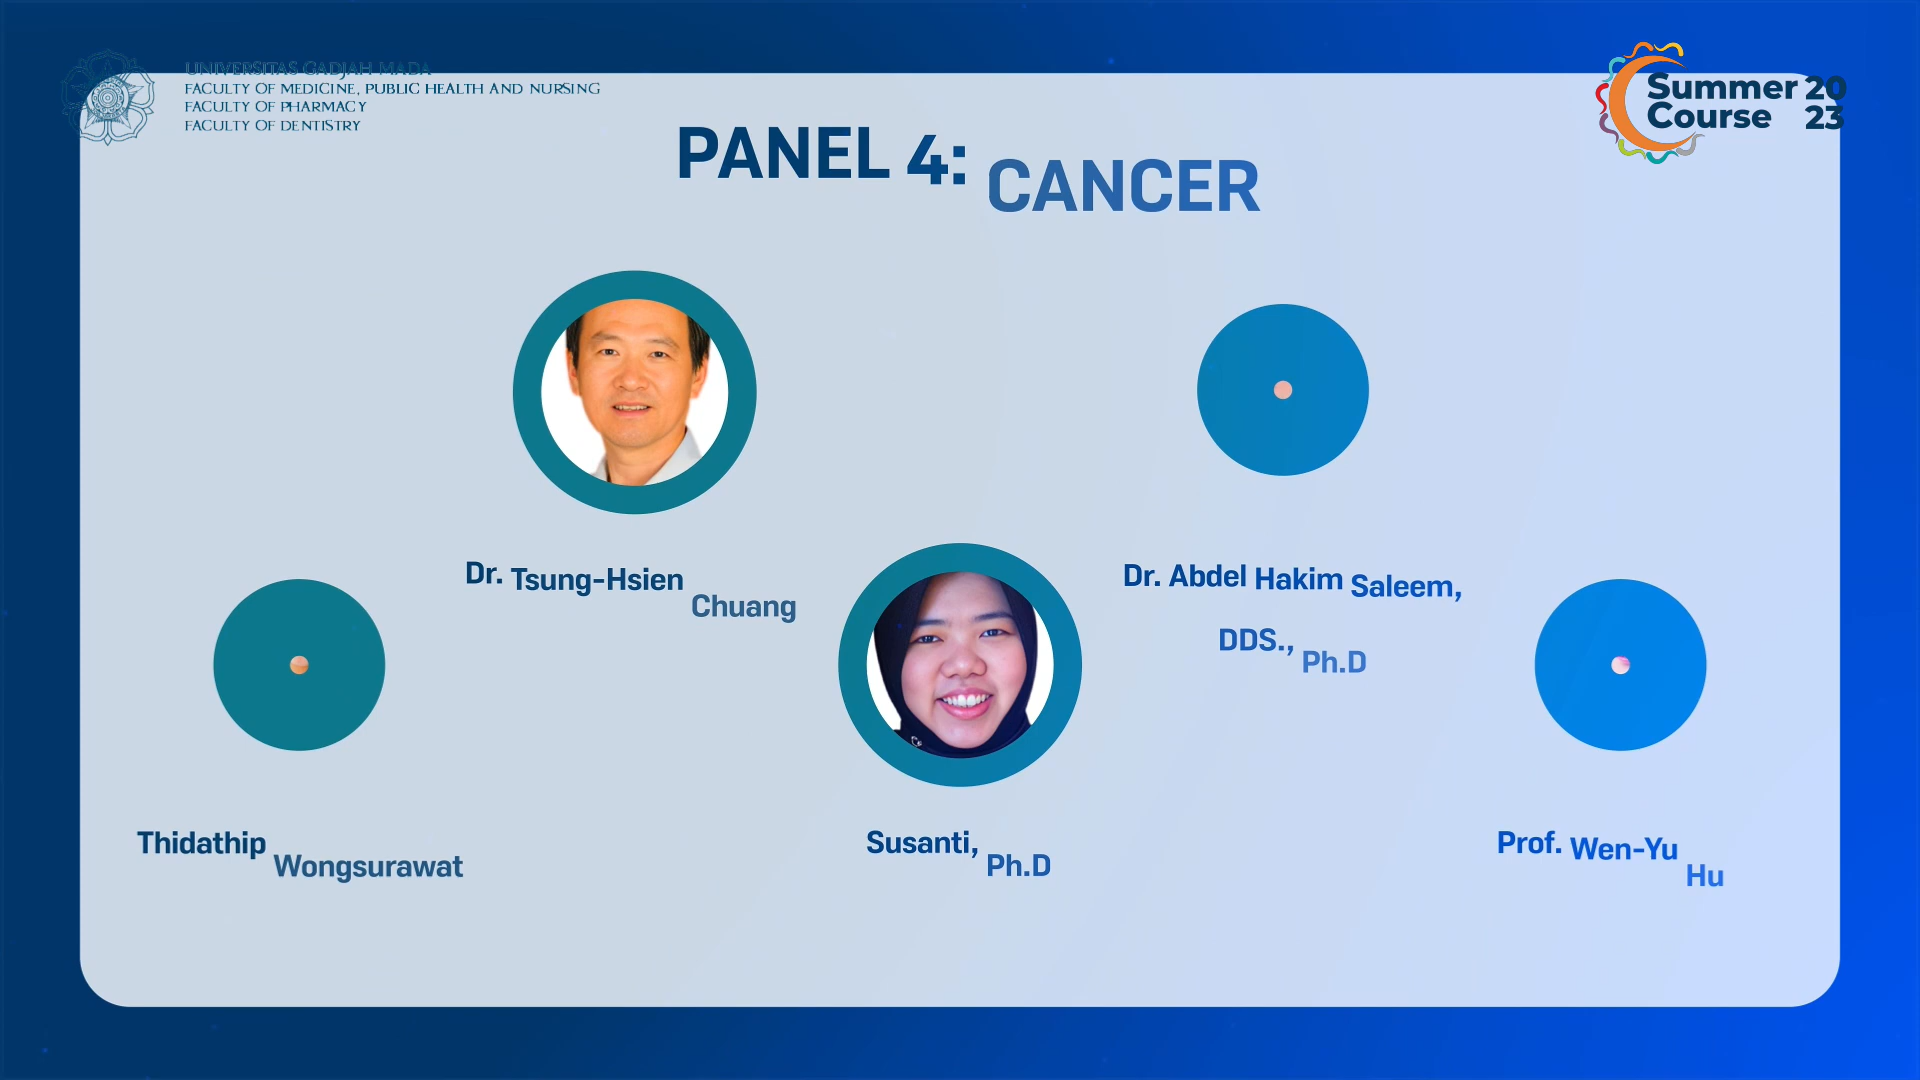 UNIVERSITAS GADJAH MADA
FACULTY OF MEDICINE, PUBLIC HEALTH AND NURSING
FACULTY OF PHARMACY
FACULTY OF DENTISTRY
Summer 20
Course 23
PANEL 4: CANCER
Dr. Tsung-Hsien Chuang
Dr. Abdel Hakim Saleem,
DDS., Ph.D
Thidathip Wongsurawat
Susanti, Ph.D
Prof. Wen-Yu Hu